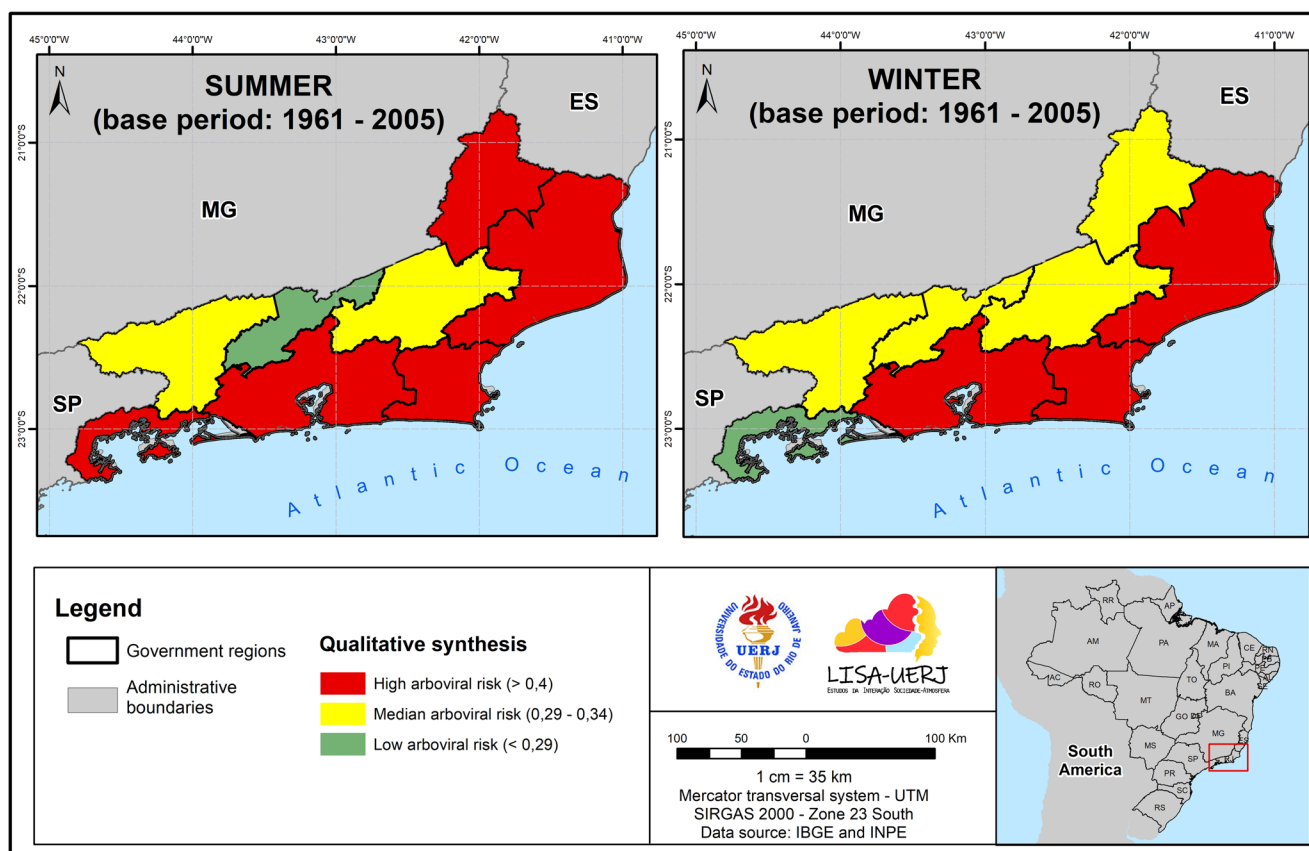 45°0'0"W 44°0'0"W 43°0'0"W 42°0'0"W 41°0'0"W
21°0'0"S
22°0'0"S
23°0'0"S
N
SUMMER
(base period: 1961 - 2005)
ES
MG
SP
Atlantic Ocean
45°0'0"W 44°0'0"W 43°0'0"W 42°0'0"W 41°0'0"W
21°0'0"S
22°0'0"S
23°0'0"S
N
WINTER
(base period: 1961 - 2005)
ES
MG
SP
Atlantic Ocean
Legend
Government regions
Administrative
boundaries
Qualitative synthesis
High arboviral risk (> 0,4)
Median arboviral risk (0,29 - 0,34)
Low arboviral risk (< 0,29)
UNIVERSIDADE DO ESTADO DO RIO DE JANEIRO
UERJ
LISA-UERJ
ESTUDOS DA INTERAÇÃO SOCIEDADE-ATMOSFERA
100 50 0 100 Km
1 cm = 35 km
Mercator transversal system - UTM
SIRGAS 2000 - Zone 23 South
Data source: IBGE and INPE
RR AP
AM PA MA CE RN
PI
AC RO TO
BA
MT
GO
MG
MS ES
SP
PR
SC
RS
South
America